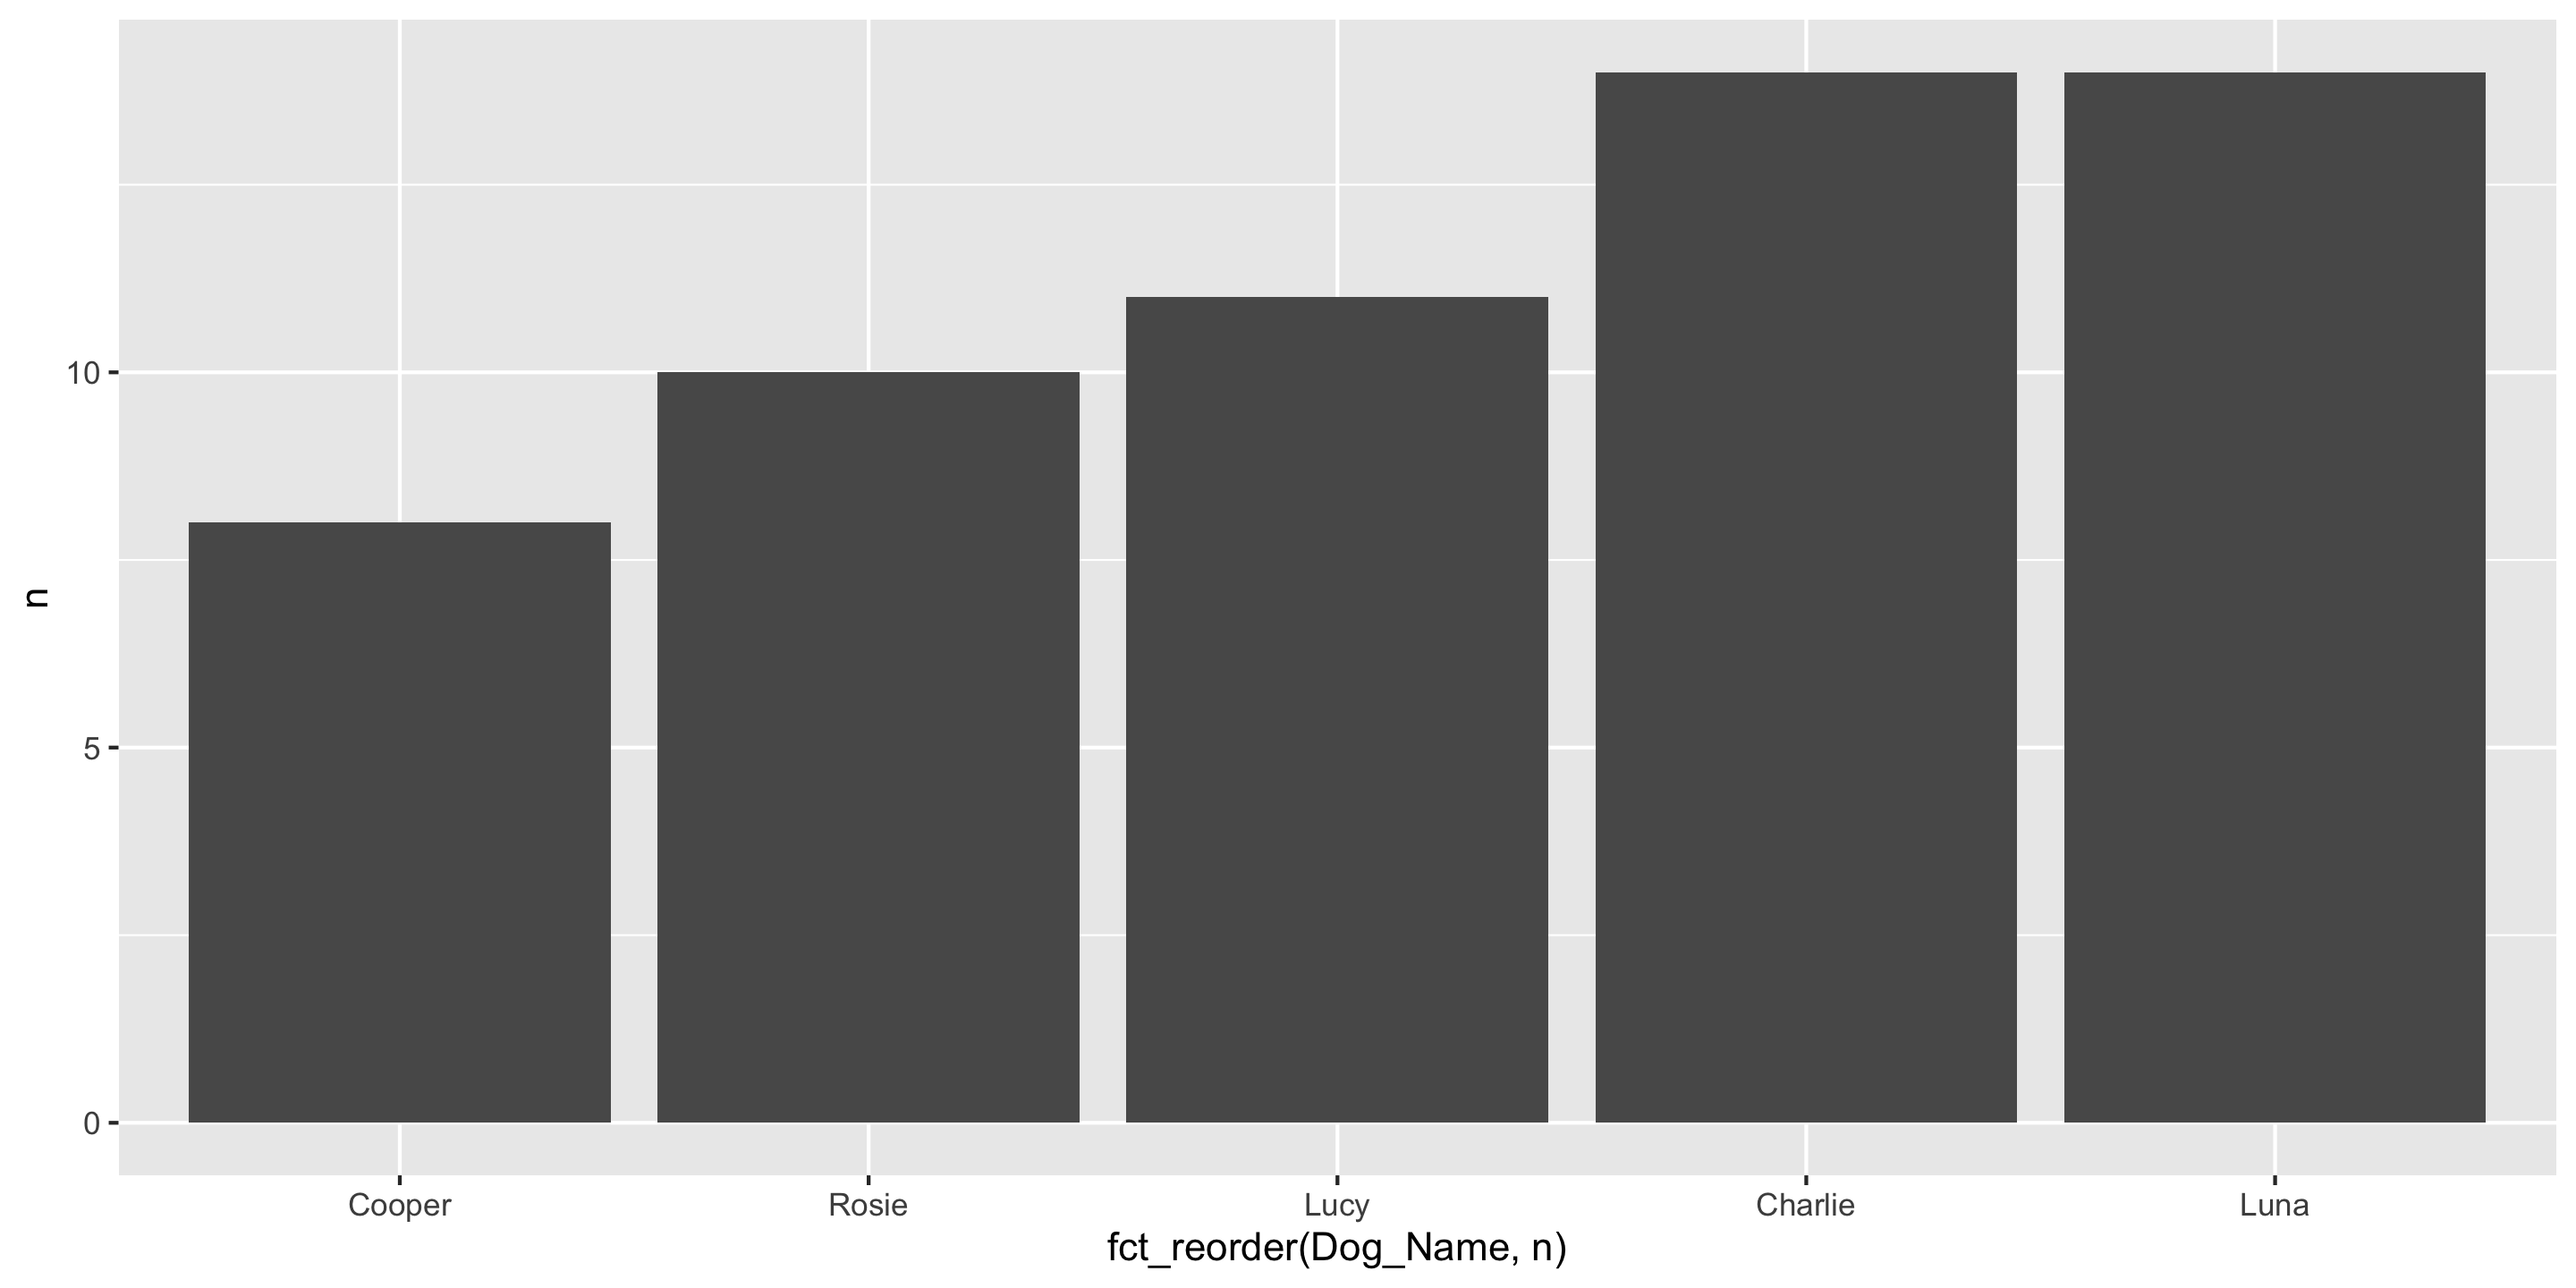 n
10
5
0
Cooper Rosie Lucy Charlie Luna
fct_reorder(Dog_Name, n)